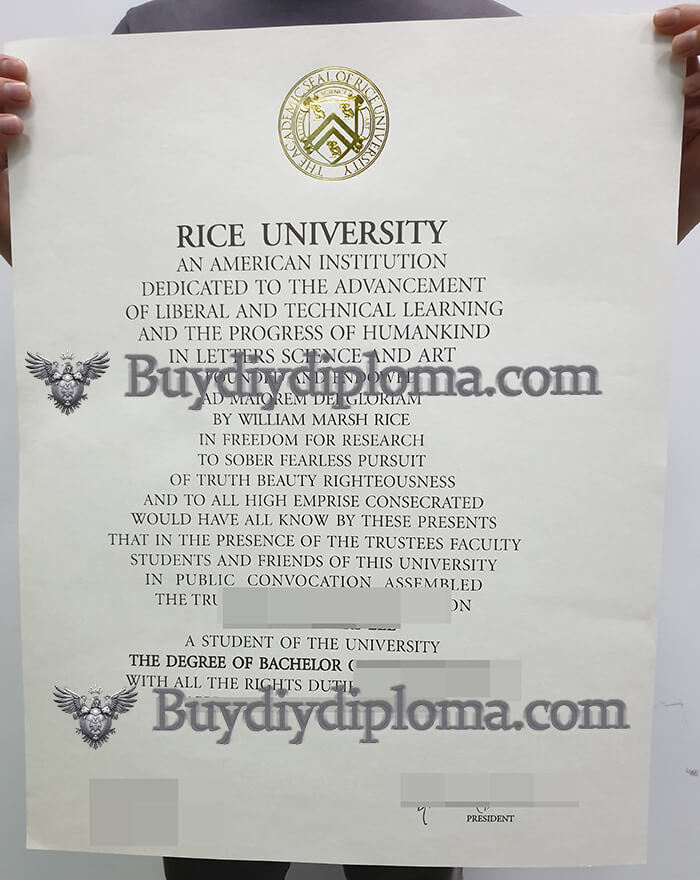 THE ACADEMIC SEAL OF RICE UNIVERSITY
RICE UNIVERSITY
AN AMERICAN INSTITUTION
DEDICATED TO THE ADVANCEMENT
OF LIBERAL AND TECHNICAL LEARNING
AND THE PROGRESS OF HUMANKIND
IN LETTERS SCIENCE AND ART
Buydiydiploma.com
FOUNDED AND ENDOWED
AD MAIOREM DEI GLORIAM
BY WILLIAM MARSH RICE
IN FREEDOM FOR RESEARCH
TO SOBER FEARLESS PURSUIT
OF TRUTH BEAUTY RIGHTEOUSNESS
AND TO ALL HIGH EMPRISE CONSECRATED
WOULD HAVE ALL KNOW BY THESE PRESENTS
THAT IN THE PRESENCE OF THE TRUSTEES FACULTY
STUDENTS AND FRIENDS OF THIS UNIVERSITY
IN PUBLIC CONVOCATION ASSEMBLED
THE
A STUDENT OF THE UNIVERSITY
THE DEGREE OF BACHELOR
WITH ALL THE RIGHTS
Buydiydiploma.com
PRESIDENT